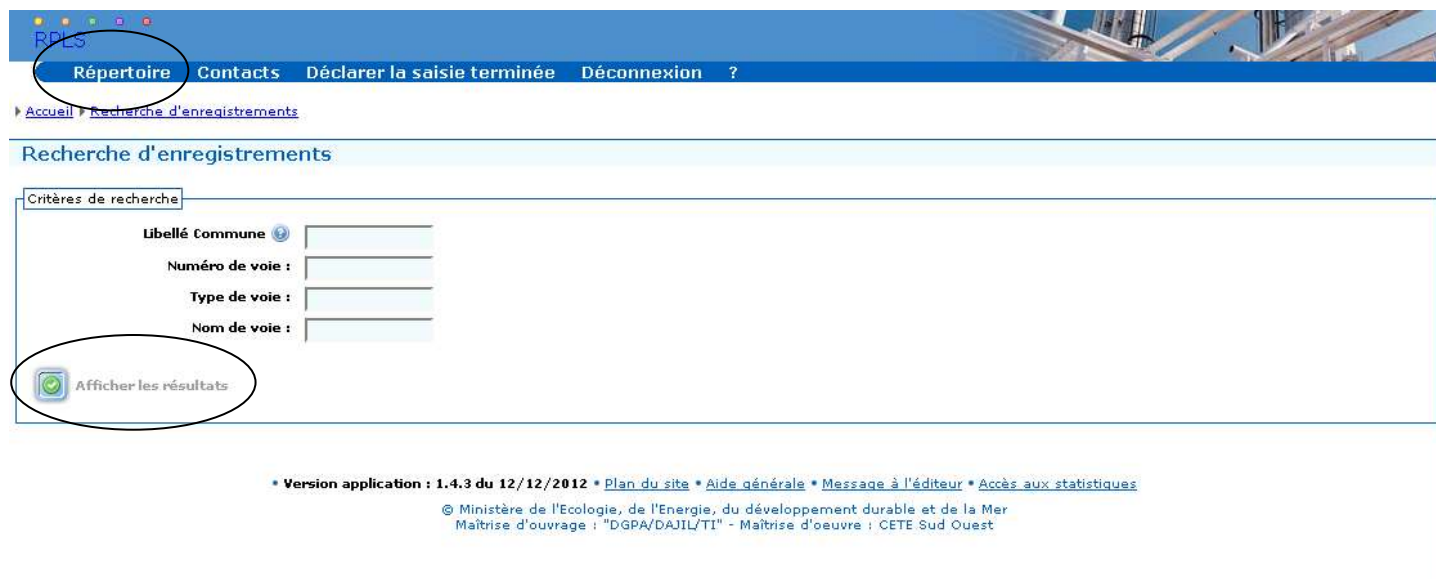 RPLS
Répertoire Contacts Déclarer la saisie terminée Déconnexion ?
Accueil Recherche d'enregistrements
Recherche d'enregistrements
Critères de recherche
Libellé Commune
Numéro de voie :
Type de voie :
Nom de voie :
Afficher les résultats
• Version application : 1.4.3 du 12/12/2012 • Plan du site • Aide générale • Message à l'éditeur • Accès aux statistiques
© Ministère de l'Ecologie, de l'Energie, du développement durable et de la Mer
Maîtrise d'ouvrage : "DGPA/DAJIL/TI" - Maîtrise d'oeuvre : CETE Sud Ouest